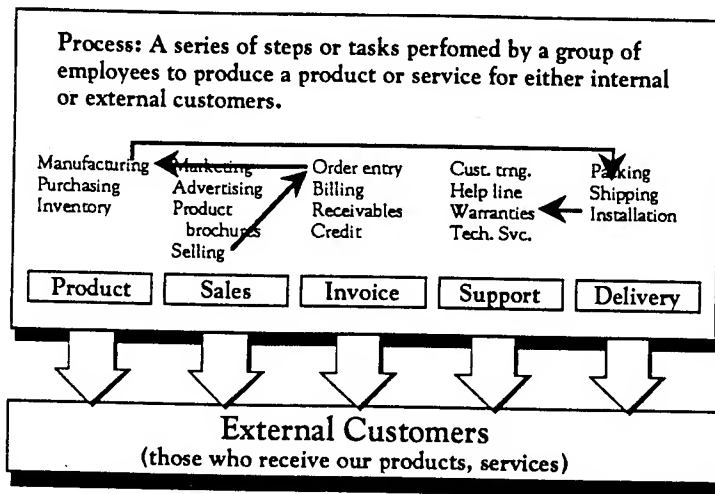 Process: A series of steps or tasks perfomed by a group of
employees to produce a product or service for either internal
or external customers.
Manufacturing
Purchasing
Inventory
Marketing
Advertising
Product
brochures
Selling
Order entry
Billing
Receivables
Credit
Cust. trng.
Help line
Warranties
Tech. Svc.
Packing
Shipping
Installation
Product
Sales
Invoice
Support
Delivery
External Customers
(those who receive our products, services)